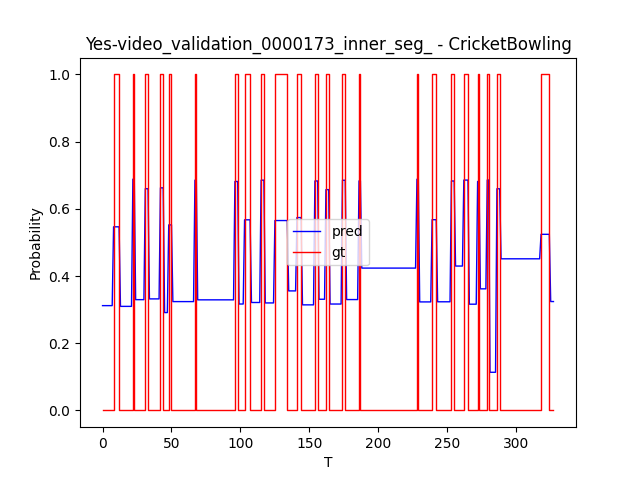 Yes-video_validation_0000173_inner_seg_ - CricketBowling
1.0
0.8
0.6
0.4
0.2
0.0
Probability
pred
gt
0 50 100 150 200 250 300
T